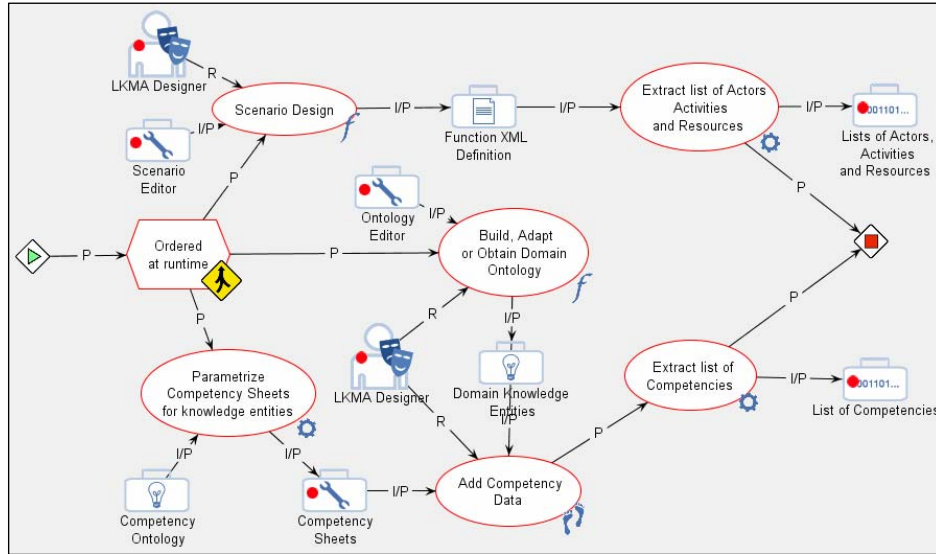 LKMA Designer
R
Scenario Design
I/P
Function XML
Definition
I/P
Extract list of Actors
Activities
and Resources
I/P
001101...
Lists of Actors,
Activities
and Resources
I/P
Scenario
Editor
P
P
Ontology
Editor
I/P
P
Ordered
at runtime
P
Build, Adapt
or Obtain Domain
Ontology
P
R
I/P
P
LKMA Designer
Domain Knowledge
Entities
I/P
Parametrize
Competency Sheets
for knowledge entities
Extract list of
Competencies
I/P
001101...
List of Competencies
R
P
I/P
I/P
Competency
Ontology
Competency
Sheets
I/P
Add Competency
Data